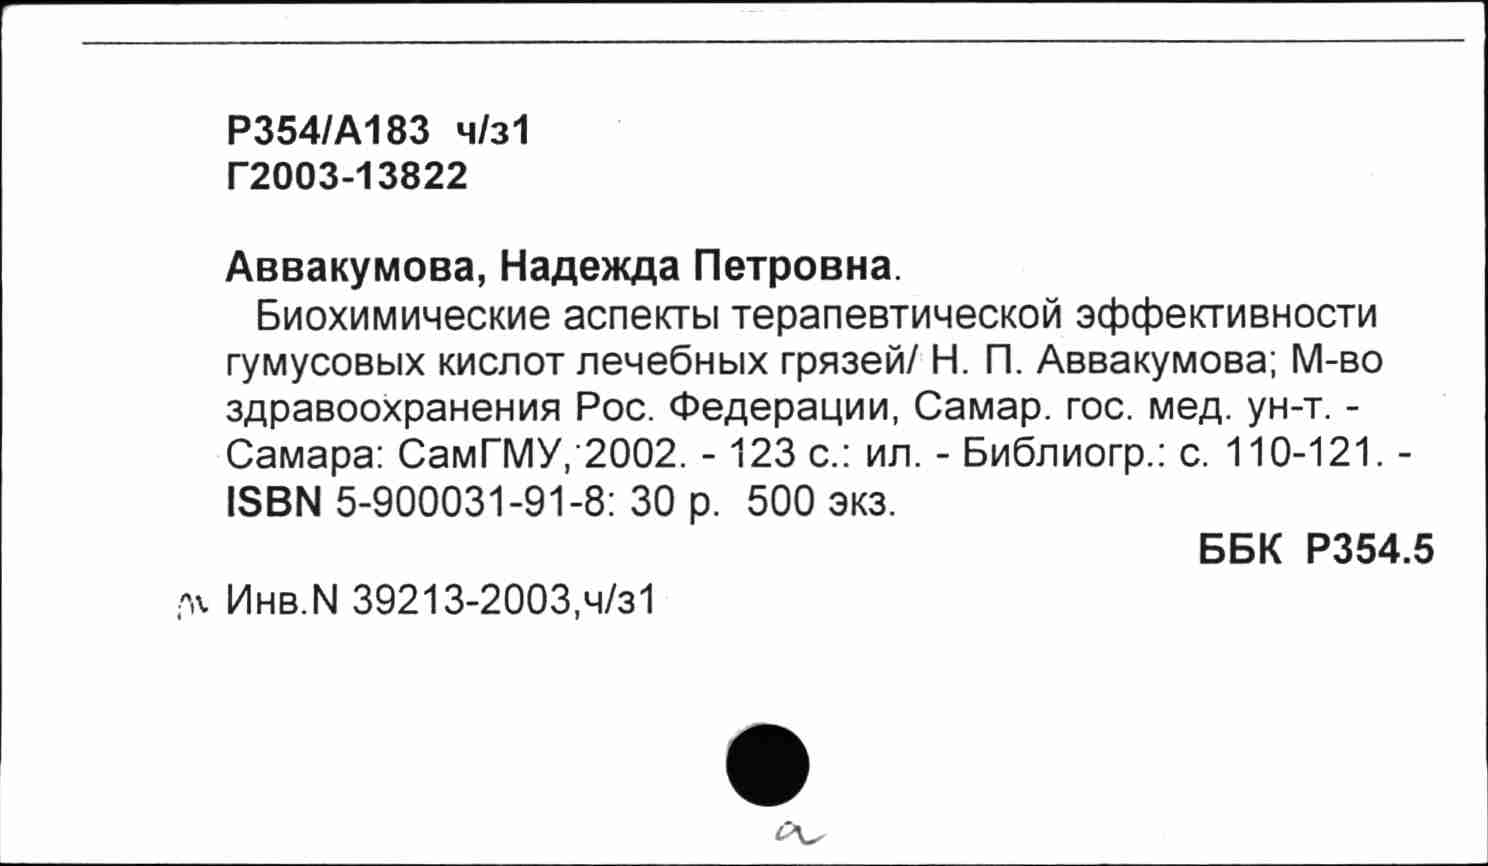 Р354/А183 ч/з1
Г2003-13822
Аввакумова, Надежда Петровна.
Биохимические аспекты терапевтической эффективности
гумусовых кислот лечебных грязей/ Н. П. Аввакумова; М-во
здравоохранения Рос. Федерации, Самар. гос. мед. ун-т. -
Самара: СамГМУ, 2002. - 123 с.: ил. - Библиогр.: с. 110-121. -
ISBN 5-900031-91-8: 30 р. 500 экз.
ББК Р354.5
Инв.N 39213-2003,ч/з1
а